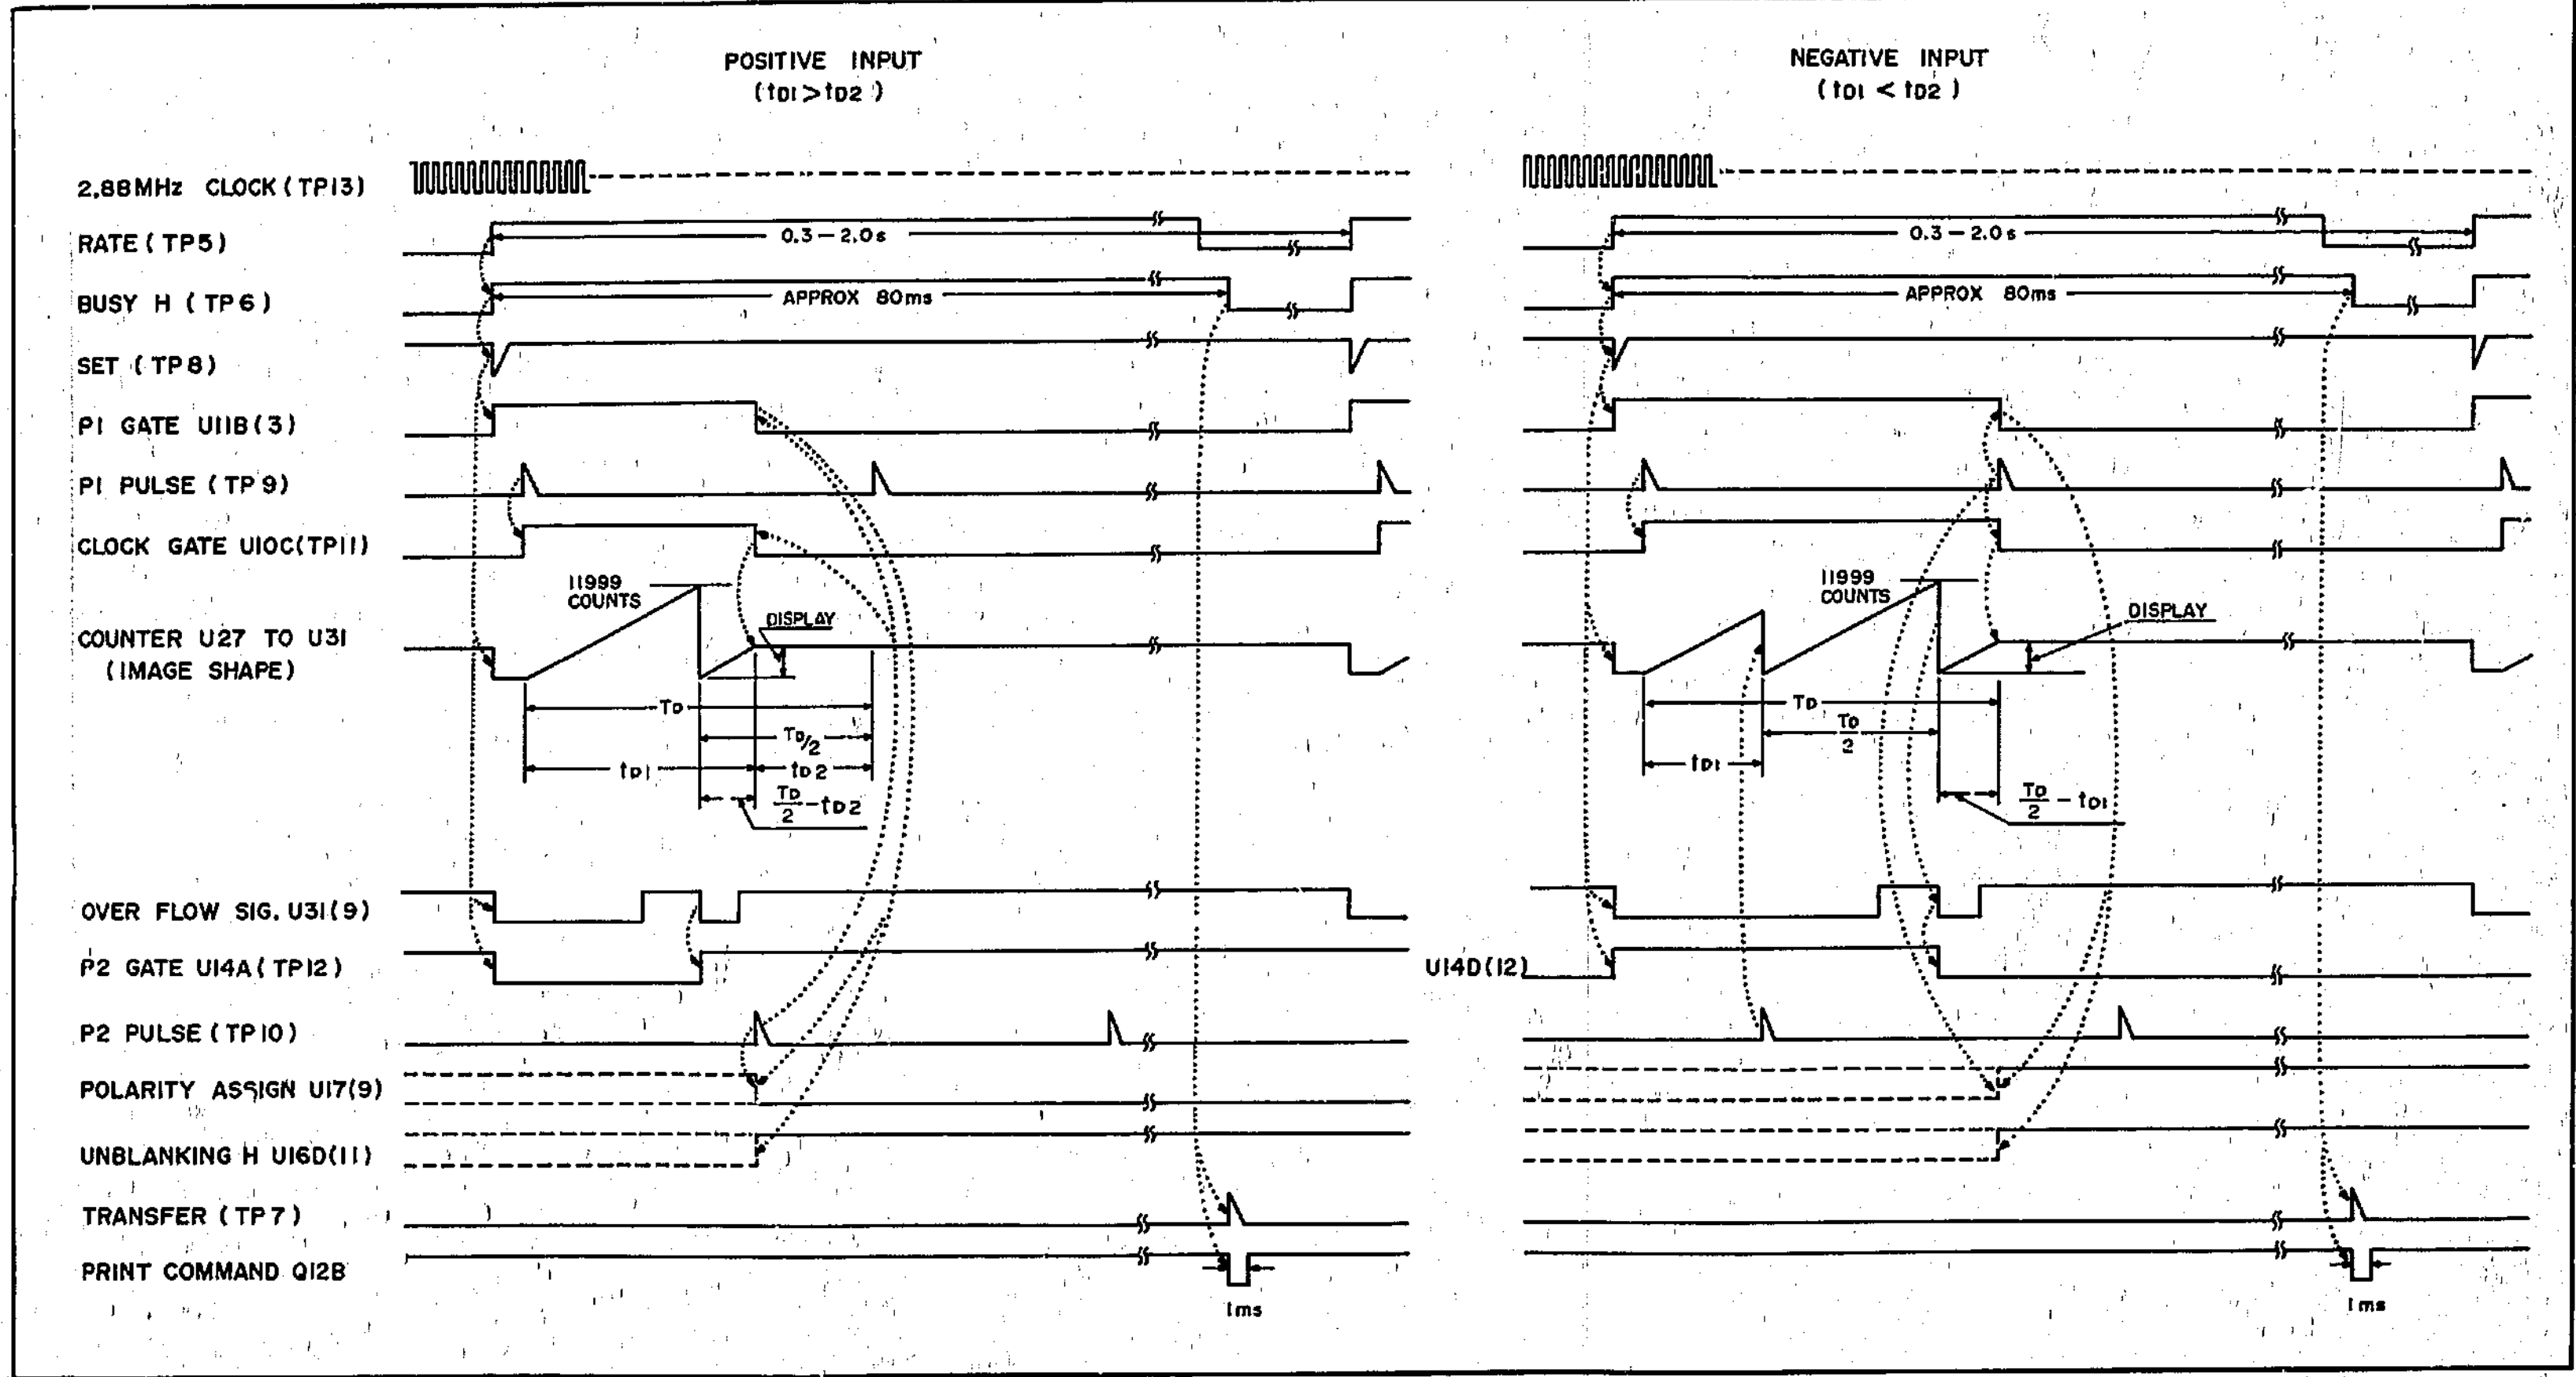 POSITIVE INPUT
(tD1>tD2)
NEGATIVE INPUT
(tD1 < tD2)
2.88MHz CLOCK (TP13)
RATE (TP5)
0.3 – 2.0 s
0.3 – 2.0 s
BUSY H (TP6)
APPROX 80ms
APPROX 80ms
SET (TP8)
P1 GATE U11B(3)
P1 PULSE (TP9)
CLOCK GATE U10C(TP11)
11999
COUNTS
11999
COUNTS
DISPLAY
DISPLAY
COUNTER U27 TO U31
(IMAGE SHAPE)
TD
TD/2
tD1
tD2
TD/2 - tD2
TD
TD/2
tD1
TD/2 - tD1
OVER FLOW SIG. U31(9)
P2 GATE U14A (TP12)
U14D(12)
P2 PULSE (TP10)
POLARITY ASSIGN U17(9)
UNBLANKING H U16D(11)
TRANSFER (TP7)
PRINT COMMAND Q12B
1ms
1ms